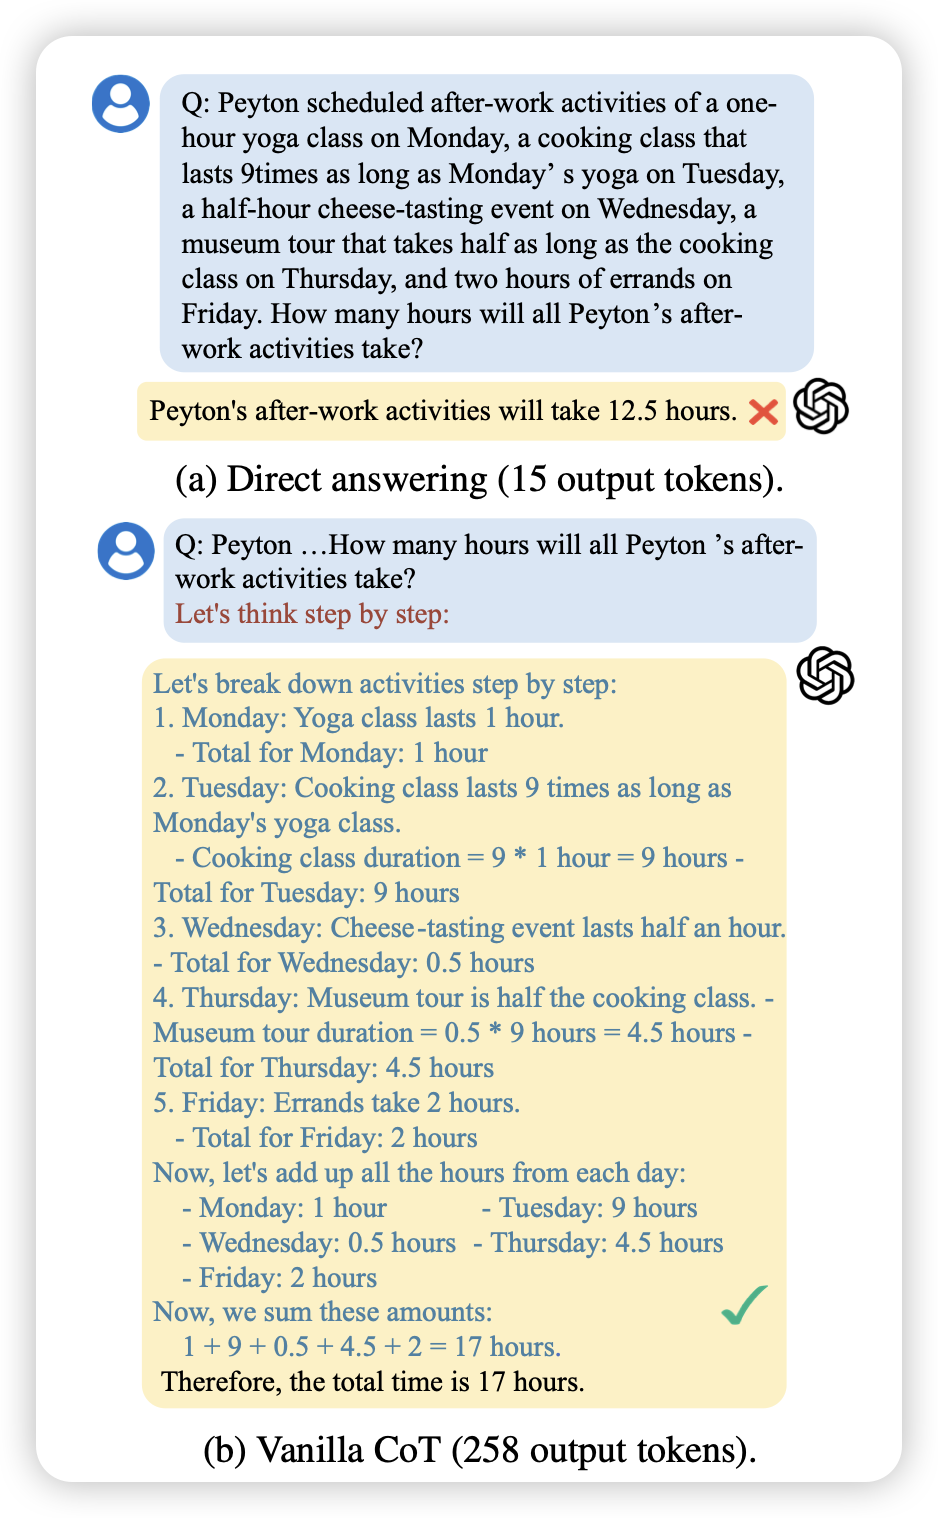 Q: Peyton scheduled after-work activities of a one-
hour yoga class on Monday, a cooking class that
lasts 9times as long as Monday’ s yoga on Tuesday,
a half-hour cheese-tasting event on Wednesday, a
museum tour that takes half as long as the cooking
class on Thursday, and two hours of errands on
Friday. How many hours will all Peyton’s after-
work activities take?
Peyton's after-work activities will take 12.5 hours.
(a) Direct answering (15 output tokens).
Q: Peyton …How many hours will all Peyton ’s after-
work activities take?
Let's think step by step:
Let's break down activities step by step:
1. Monday: Yoga class lasts 1 hour.
- Total for Monday: 1 hour
2. Tuesday: Cooking class lasts 9 times as long as
Monday's yoga class.
- Cooking class duration = 9 * 1 hour = 9 hours -
Total for Tuesday: 9 hours
3. Wednesday: Cheese-tasting event lasts half an hour.
- Total for Wednesday: 0.5 hours
4. Thursday: Museum tour is half the cooking class. -
Museum tour duration = 0.5 * 9 hours = 4.5 hours -
Total for Thursday: 4.5 hours
5. Friday: Errands take 2 hours.
- Total for Friday: 2 hours
Now, let's add up all the hours from each day:
- Monday: 1 hour - Tuesday: 9 hours
- Wednesday: 0.5 hours - Thursday: 4.5 hours
- Friday: 2 hours
Now, we sum these amounts:
1 + 9 + 0.5 + 4.5 + 2 = 17 hours.
Therefore, the total time is 17 hours.
(b) Vanilla CoT (258 output tokens).